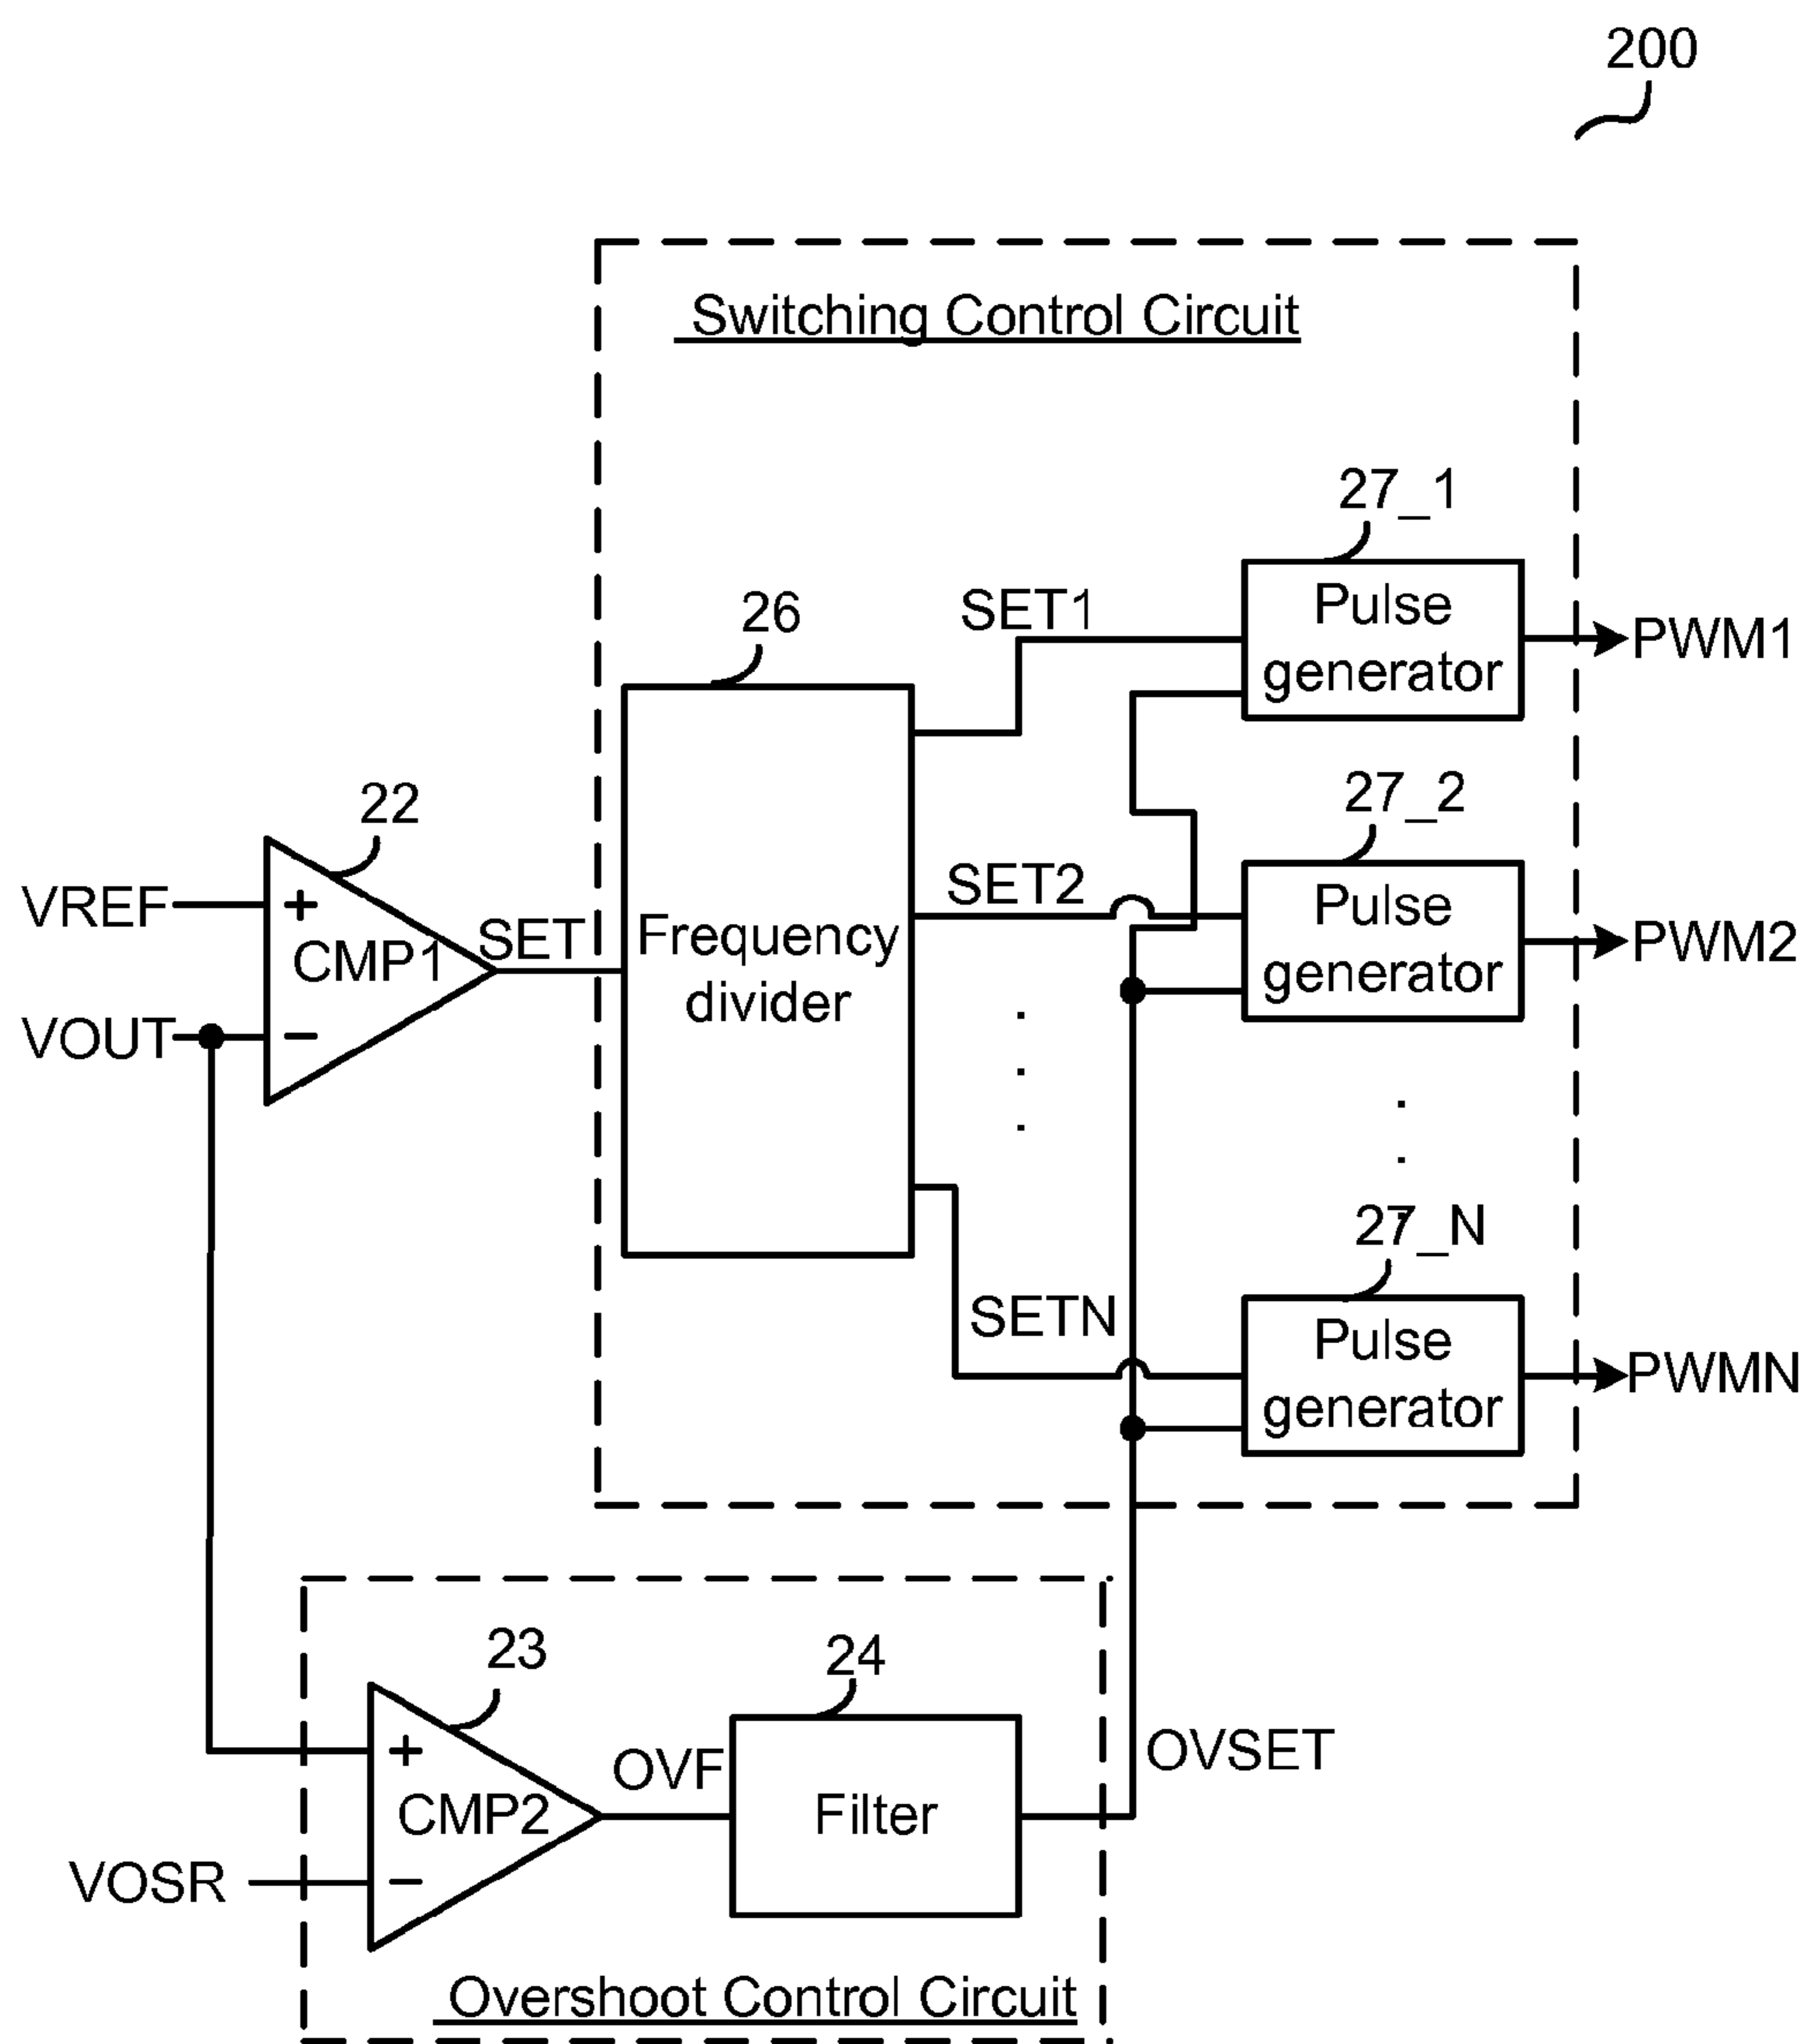 200
Switching Control Circuit
27_1
Pulse
generator
SET1
PWM1
26
22
27_2
VREF
+
CMP1
SET
Frequency
divider
SET2
Pulse
generator
PWM2
VOUT
−
.
.
.
.
.
.
27_N
SETN
Pulse
generator
PWMN
23
24
+
CMP2
OVF
Filter
OVSET
VOSR
−
Overshoot Control Circuit